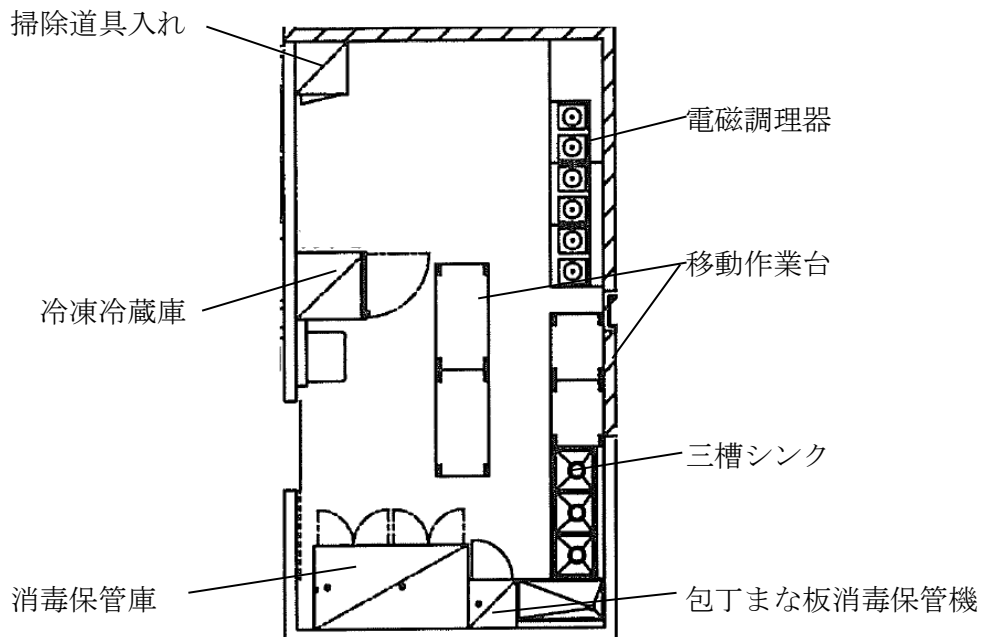 掃除道具入れ
電磁調理器
移動作業台
冷凍冷蔵庫
三槽シンク
消毒保管庫
包丁まな板消毒保管機